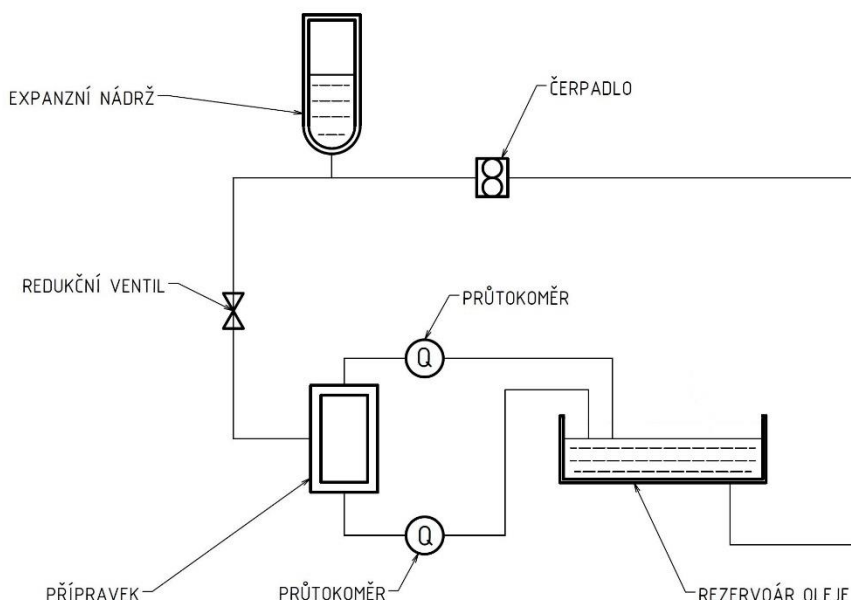 EXPANZNÍ NÁDRŽ
ČERPADLO
REDUKČNÍ VENTIL
PRŮTOKOMĚR
Q
Q
PŘÍPRAVEK
PRŮTOKOMĚR
REZERVOÁR OLEJE